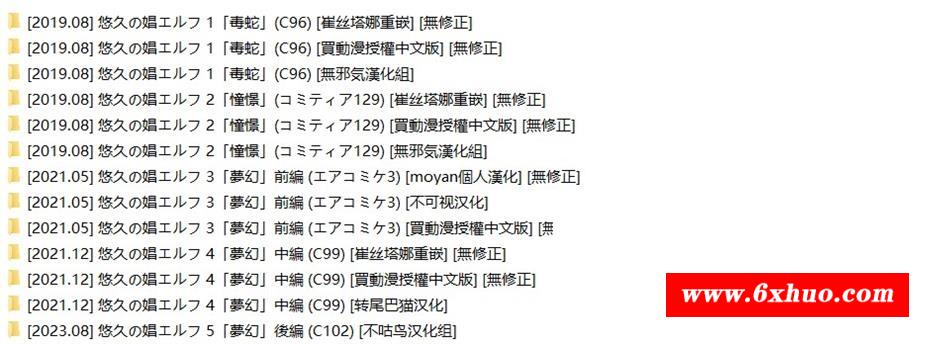 [2019.08] 悠久の娼エルフ 1「毒蛇」(C96) [崔丝塔娜重嵌] [無修正]
[2019.08] 悠久の娼エルフ 1「毒蛇」(C96) [買動漫授權中文版] [無修正]
[2019.08] 悠久の娼エルフ 1「毒蛇」(C96) [無邪気漢化組]
[2019.08] 悠久の娼エルフ 2「憧憬」(コミティア129) [崔丝塔娜重嵌] [無修正]
[2019.08] 悠久の娼エルフ 2「憧憬」(コミティア129) [買動漫授權中文版] [無修正]
[2019.08] 悠久の娼エルフ 2「憧憬」(コミティア129) [無邪気漢化組]
[2021.05] 悠久の娼エルフ 3「夢幻」前編 (エアコミケ3) [moyan個人漢化] [無修正]
[2021.05] 悠久の娼エルフ 3「夢幻」前編 (エアコミケ3) [不可视汉化]
[2021.05] 悠久の娼エルフ 3「夢幻」前編 (エアコミケ3) [買動漫授權中文版] [無
[2021.12] 悠久の娼エルフ 4「夢幻」中編 (C99) [崔丝塔娜重嵌] [無修正]
[2021.12] 悠久の娼エルフ 4「夢幻」中編 (C99) [買動漫授權中文版] [無修正]
[2021.12] 悠久の娼エルフ 4「夢幻」中編 (C99) [转尾巴猫汉化]
[2023.08] 悠久の娼エルフ 5「夢幻」後編 (C102) [不咕鸟汉化组]
www.6xhuo.com